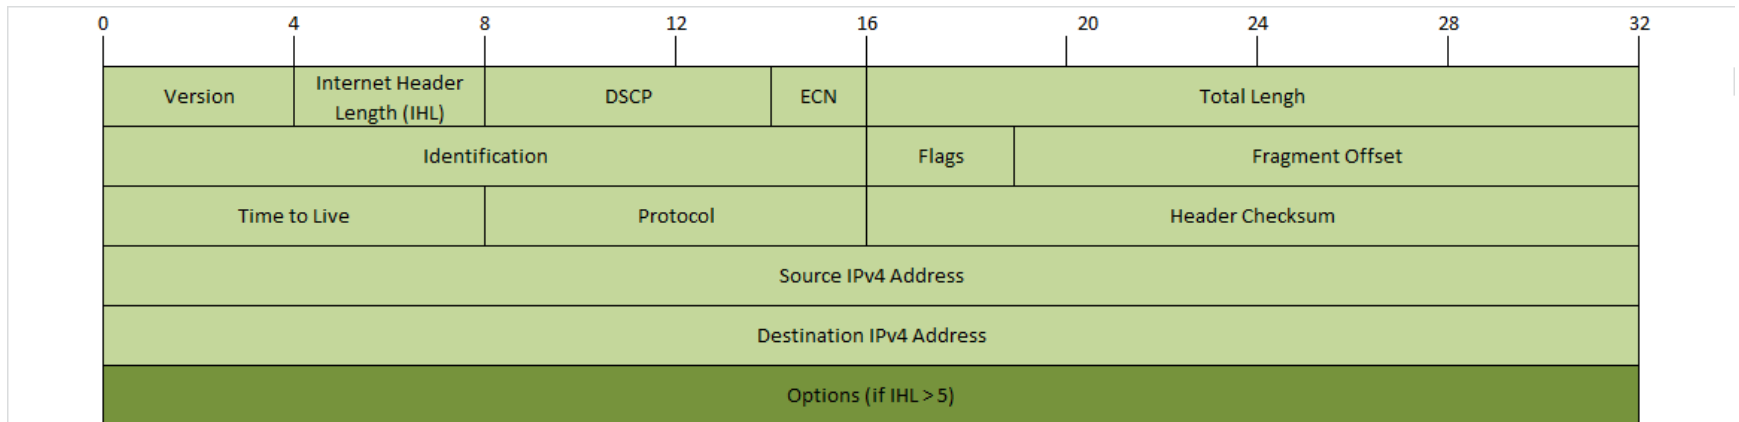 0 4 8 12 16 20 24 28 32
Version
Internet Header
Length (IHL)
DSCP
ECN
Total Lengh
Identification
Flags
Fragment Offset
Time to Live
Protocol
Header Checksum
Source IPv4 Address
Destination IPv4 Address
Options (if IHL > 5)